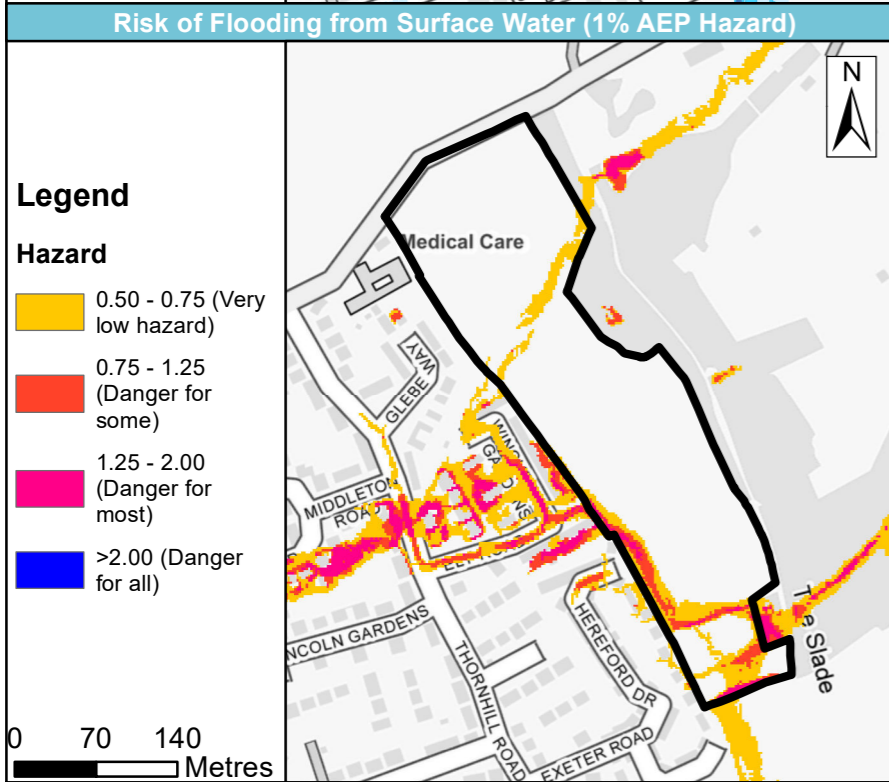 Risk of Flooding from Surface Water (1% AEP Hazard)
Legend
Hazard
0.50 - 0.75 (Very
low hazard)
0.75 - 1.25
(Danger for
some)
1.25 - 2.00
(Danger for
most)
>2.00 (Danger
for all)
0 70 140
Metres
N
Medical Care
GLEBE WAY
MIDDLETON
ROAD
NCOLN GARDENS
THORNHILL ROAD
HEREFORD DR
EXETER ROAD
Slade